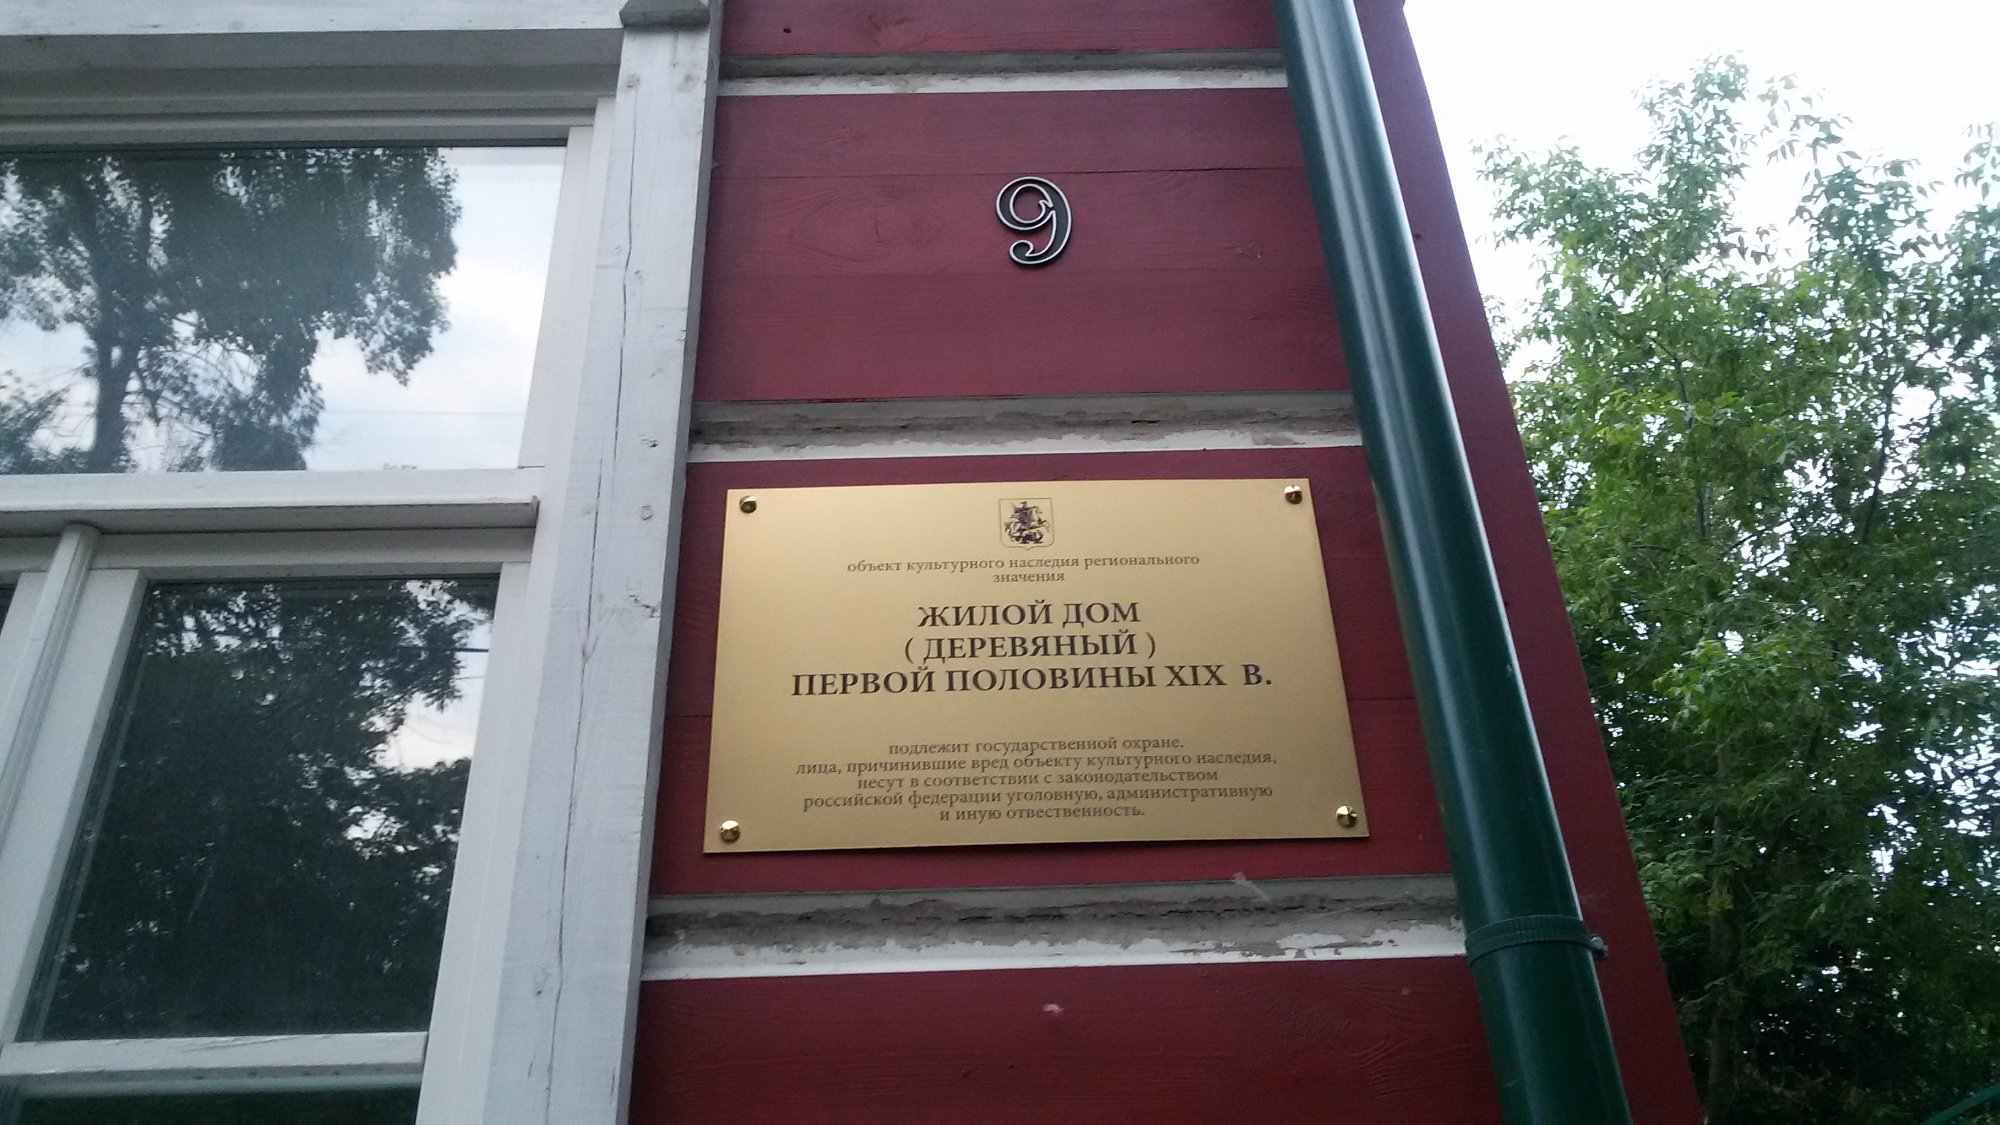 9
объект культурного наследия регионального
значения
ЖИЛОЙ ДОМ
( ДЕРЕВЯНЫЙ )
ПЕРВОЙ ПОЛОВИНЫ XIX В.
подлежит государственной охране.
лица, причинившие вред объекту культурного наследия,
несут в соответствии с законодательством
российской федерации уголовную, административную
и иную отвественность.